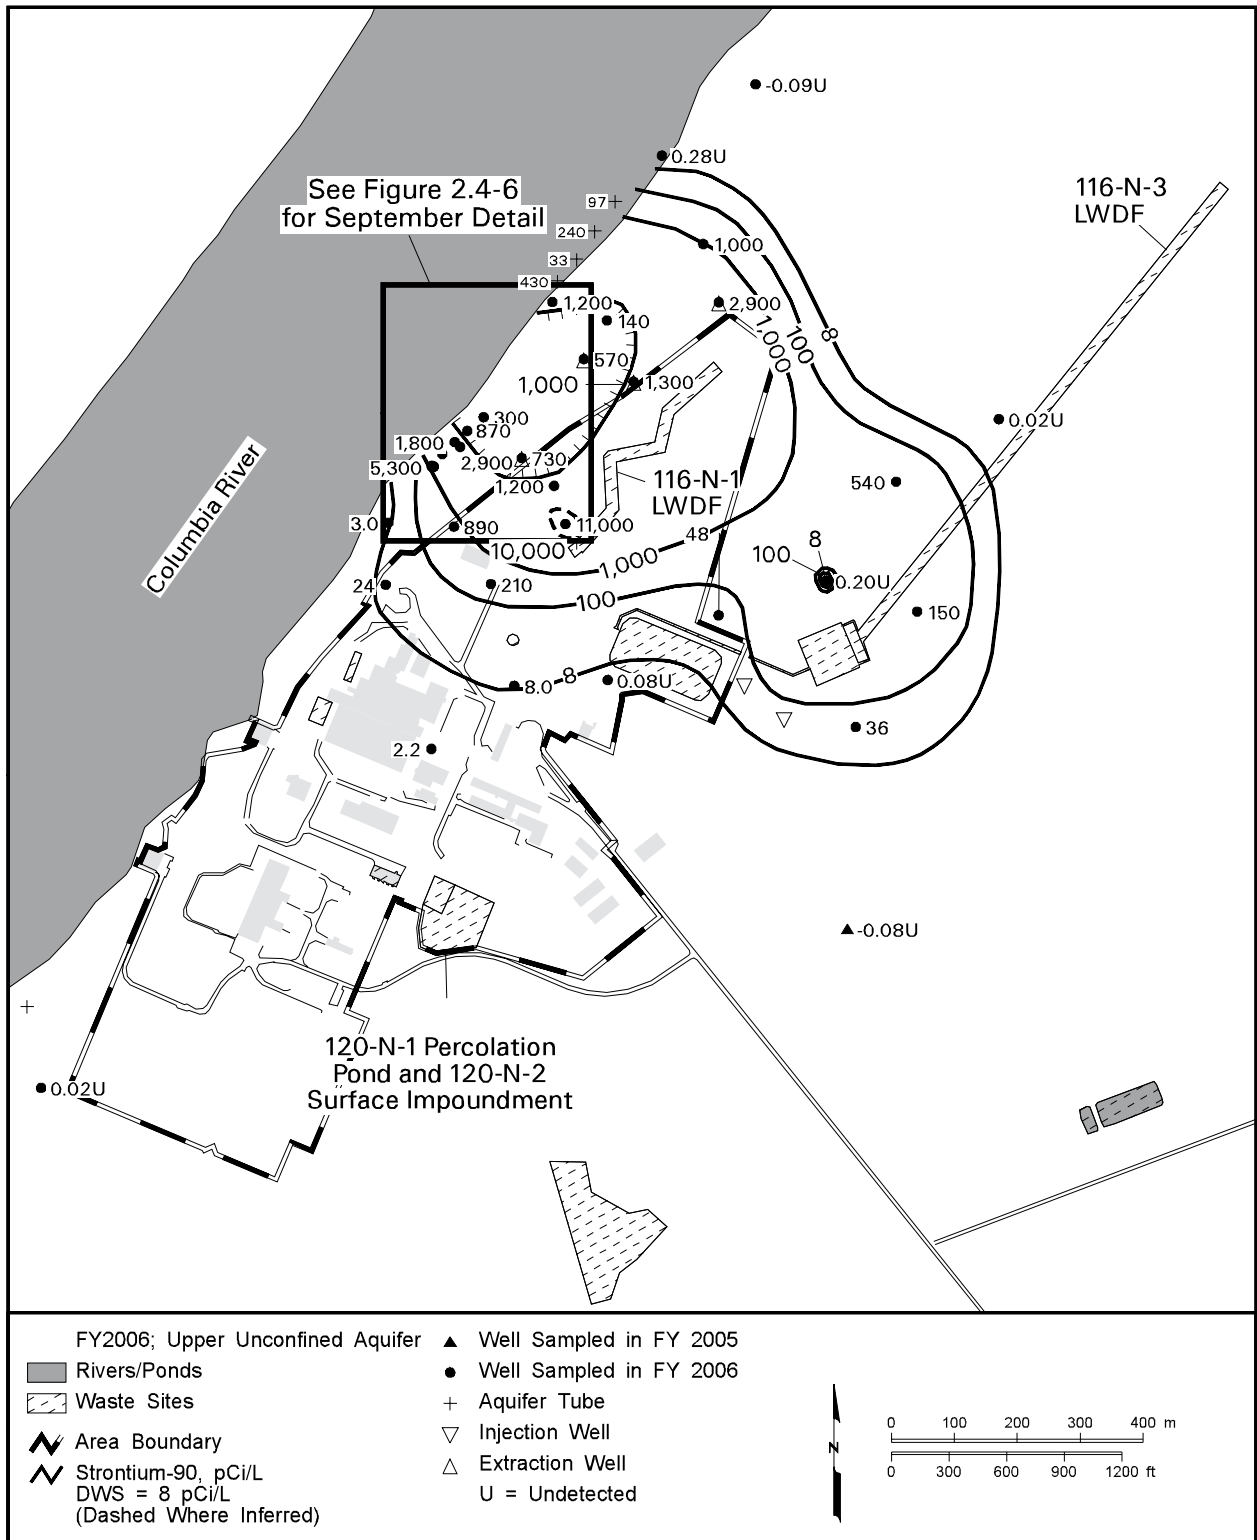 -0.09U
0.28U
See Figure 2.4-6
for September Detail
116-N-3
LWDF
97
240
33
430
1,000
1,200
2,900
140
8
100
1,000
570
1,000
1,300
300
870
0.02U
1,800
5,300
2,900
730
116-N-1
LWDF
540
1,200
3.0
890
11,000
48
10,000
1,000
8
100
0.20U
24
210
100
150
Columbia River
8.0
8
0.08U
36
2.2
-0.08U
120-N-1 Percolation
Pond and 120-N-2
Surface Impoundment
0.02U
FY2006; Upper Unconfined Aquifer
Rivers/Ponds
Waste Sites
Area Boundary
Strontium-90, pCi/L
DWS = 8 pCi/L
(Dashed Where Inferred)
Well Sampled in FY 2005
Well Sampled in FY 2006
Aquifer Tube
Injection Well
Extraction Well
U = Undetected
N
0 100 200 300 400 m
0 300 600 900 1200 ft